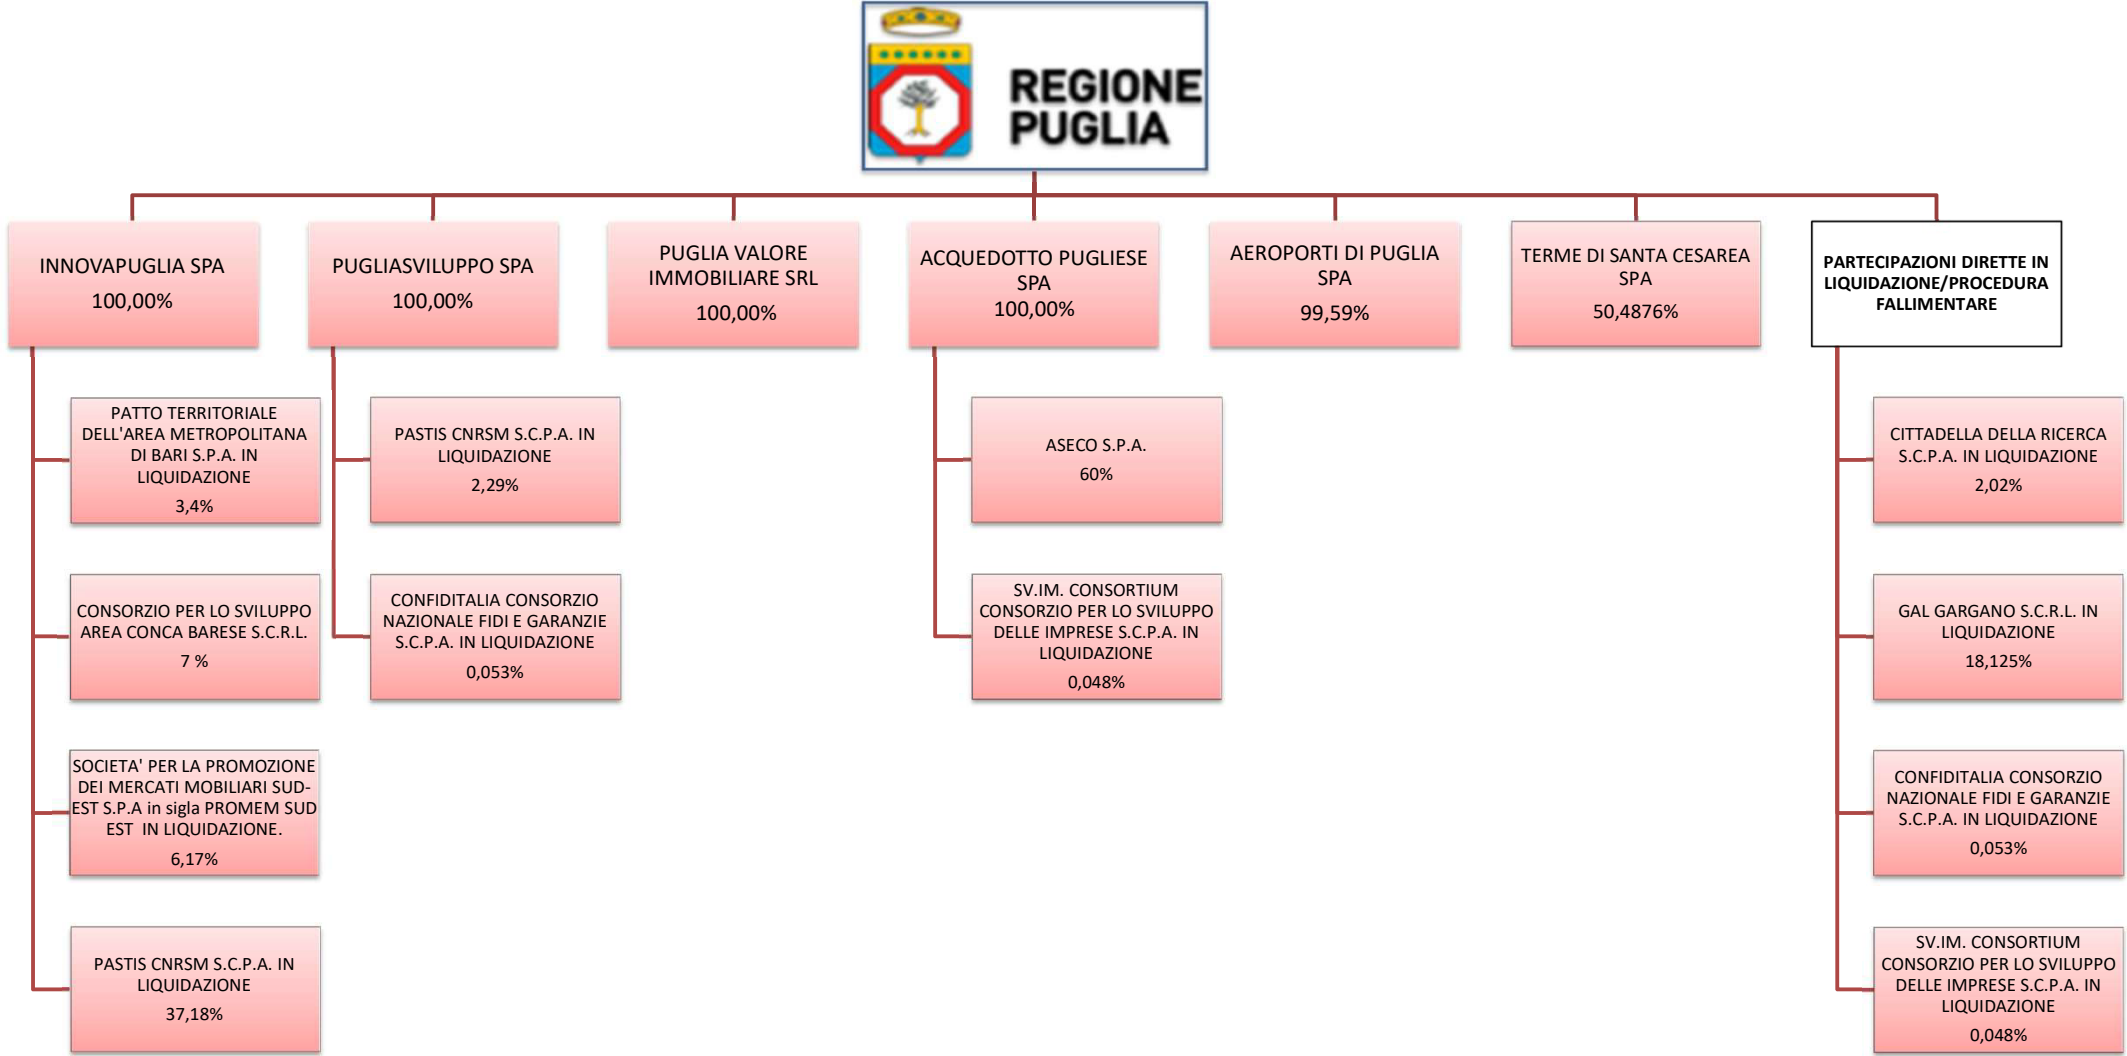 REGIONE
PUGLIA
INNOVAPUGLIA SPA
100,00%
PUGLIASVILUPPO SPA
100,00%
PUGLIA VALORE
IMMOBILIARE SRL
100,00%
ACQUEDOTTO PUGLIESE
SPA
100,00%
AEROPORTI DI PUGLIA
SPA
99,59%
TERME DI SANTA CESAREA
SPA
50,4876%
PARTECIPAZIONI DIRETTE IN
LIQUIDAZIONE/PROCEDURA
FALLIMENTARE
PATTO TERRITORIALE
DELL'AREA METROPOLITANA
DI BARI S.P.A. IN
LIQUIDAZIONE
3,4%
CONSORZIO PER LO SVILUPPO
AREA CONCA BARESE S.C.R.L.
7 %
SOCIETA' PER LA PROMOZIONE
DEI MERCATI MOBILIARI SUD-
EST S.P.A in sigla PROMEM SUD
EST IN LIQUIDAZIONE.
6,17%
PASTIS CNRSM S.C.P.A. IN
LIQUIDAZIONE
37,18%
PASTIS CNRSM S.C.P.A. IN
LIQUIDAZIONE
2,29%
CONFIDITALIA CONSORZIO
NAZIONALE FIDI E GARANZIE
S.C.P.A. IN LIQUIDAZIONE
0,053%
ASECO S.P.A.
60%
SV.IM. CONSORTIUM
CONSORZIO PER LO SVILUPPO
DELLE IMPRESE S.C.P.A. IN
LIQUIDAZIONE
0,048%
CITTADELLA DELLA RICERCA
S.C.P.A. IN LIQUIDAZIONE
2,02%
GAL GARGANO S.C.R.L. IN
LIQUIDAZIONE
18,125%
CONFIDITALIA CONSORZIO
NAZIONALE FIDI E GARANZIE
S.C.P.A. IN LIQUIDAZIONE
0,053%
SV.IM. CONSORTIUM
CONSORZIO PER LO SVILUPPO
DELLE IMPRESE S.C.P.A. IN
LIQUIDAZIONE
0,048%